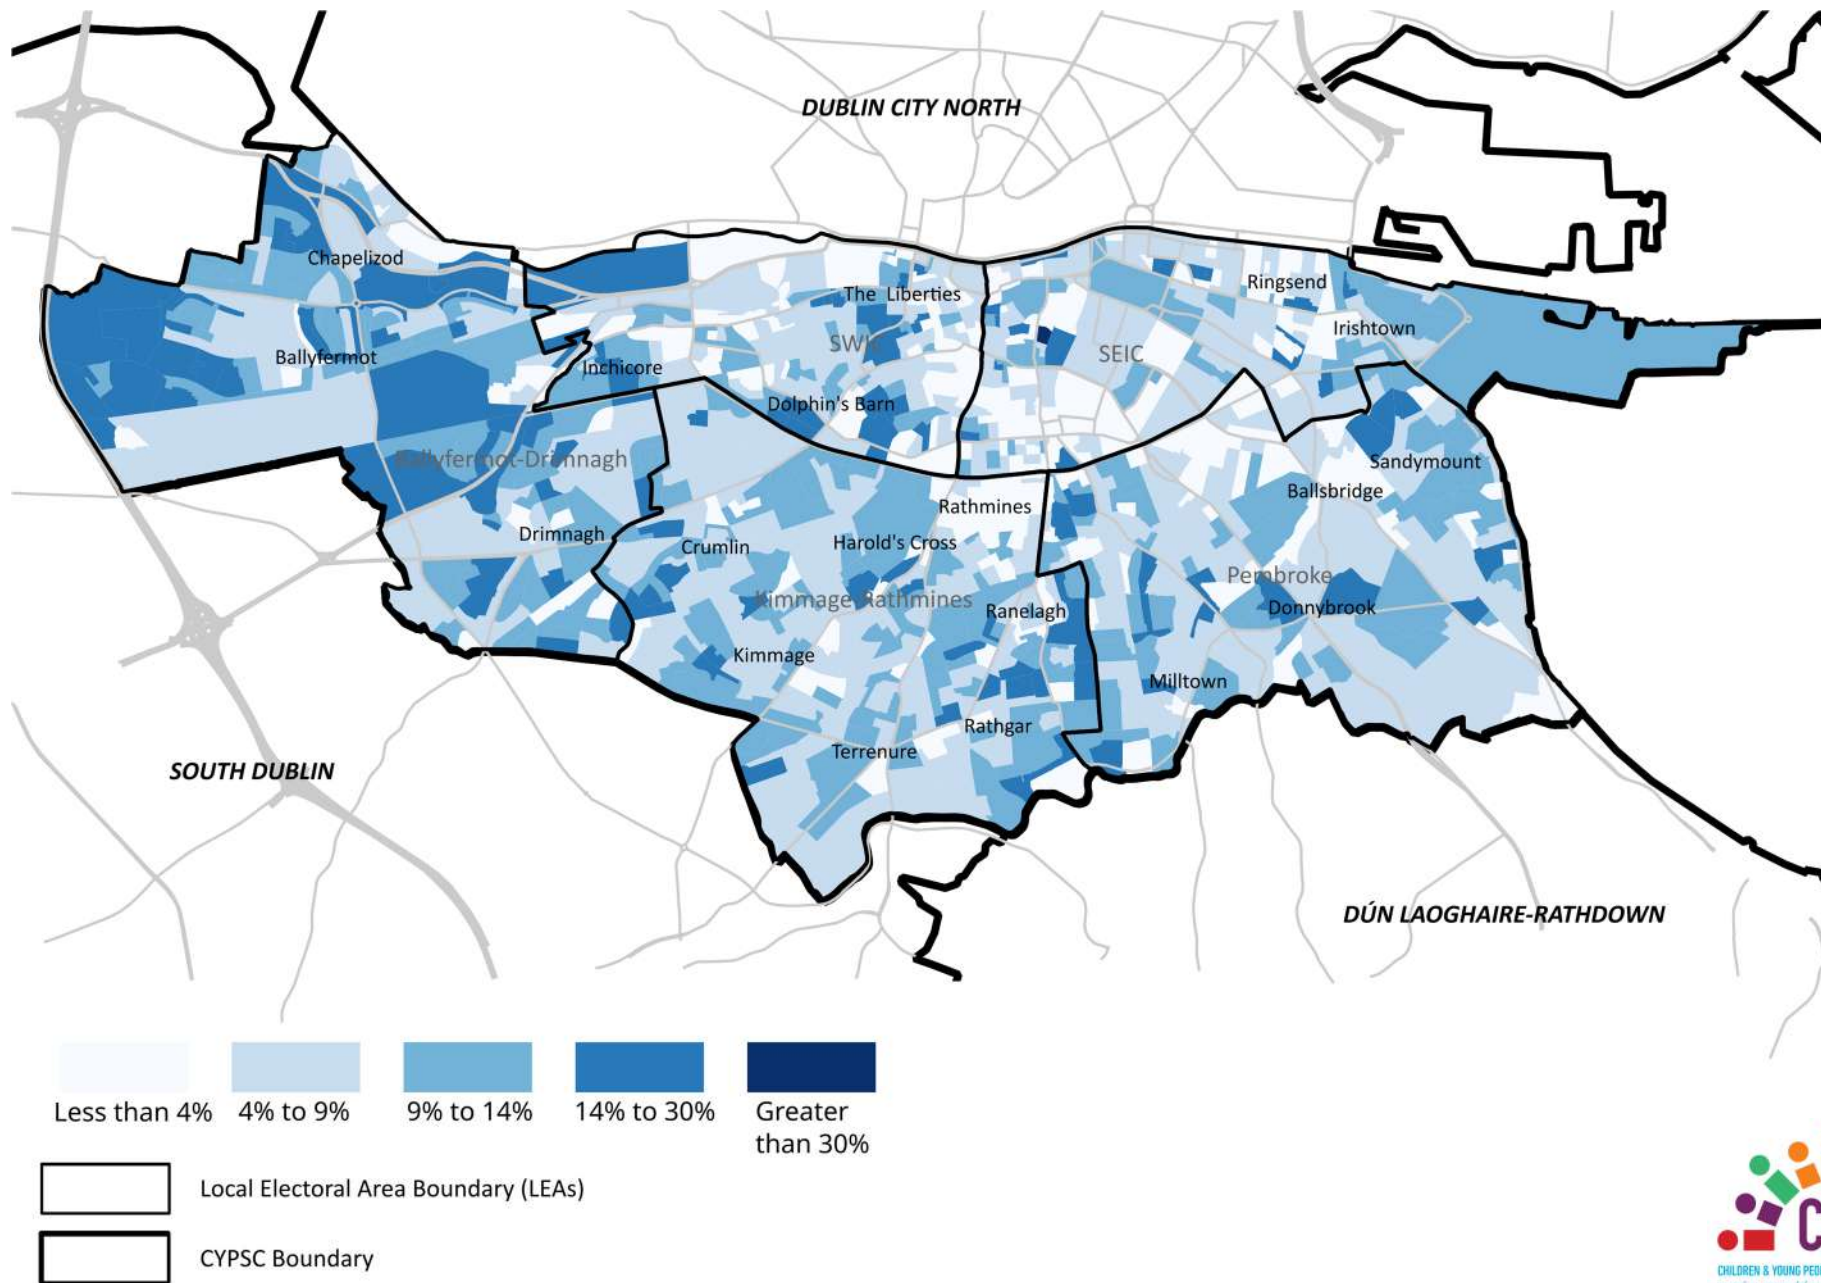 DUBLIN CITY NORTH
Chapelizod
Ringsend
The Liberties
Irishtown
SWIC
SEIC
Ballyfermot
Inchicore
Dolphin's Barn
Ballyfermot-Drimnagh
Sandymount
Ballsbridge
Rathmines
Drimnagh
Crumlin
Harold's Cross
Pembroke
Kimmage-Rathmines
Donnybrook
Ranelagh
Kimmage
Milltown
Rathgar
Terrenure
SOUTH DUBLIN
DÚN LAOGHAIRE-RATHDOWN
Less than 4% 4% to 9% 9% to 14% 14% to 30% Greater
than 30%
Local Electoral Area Boundary (LEAs)
CYPSC Boundary
C
CHILDREN & YOUNG